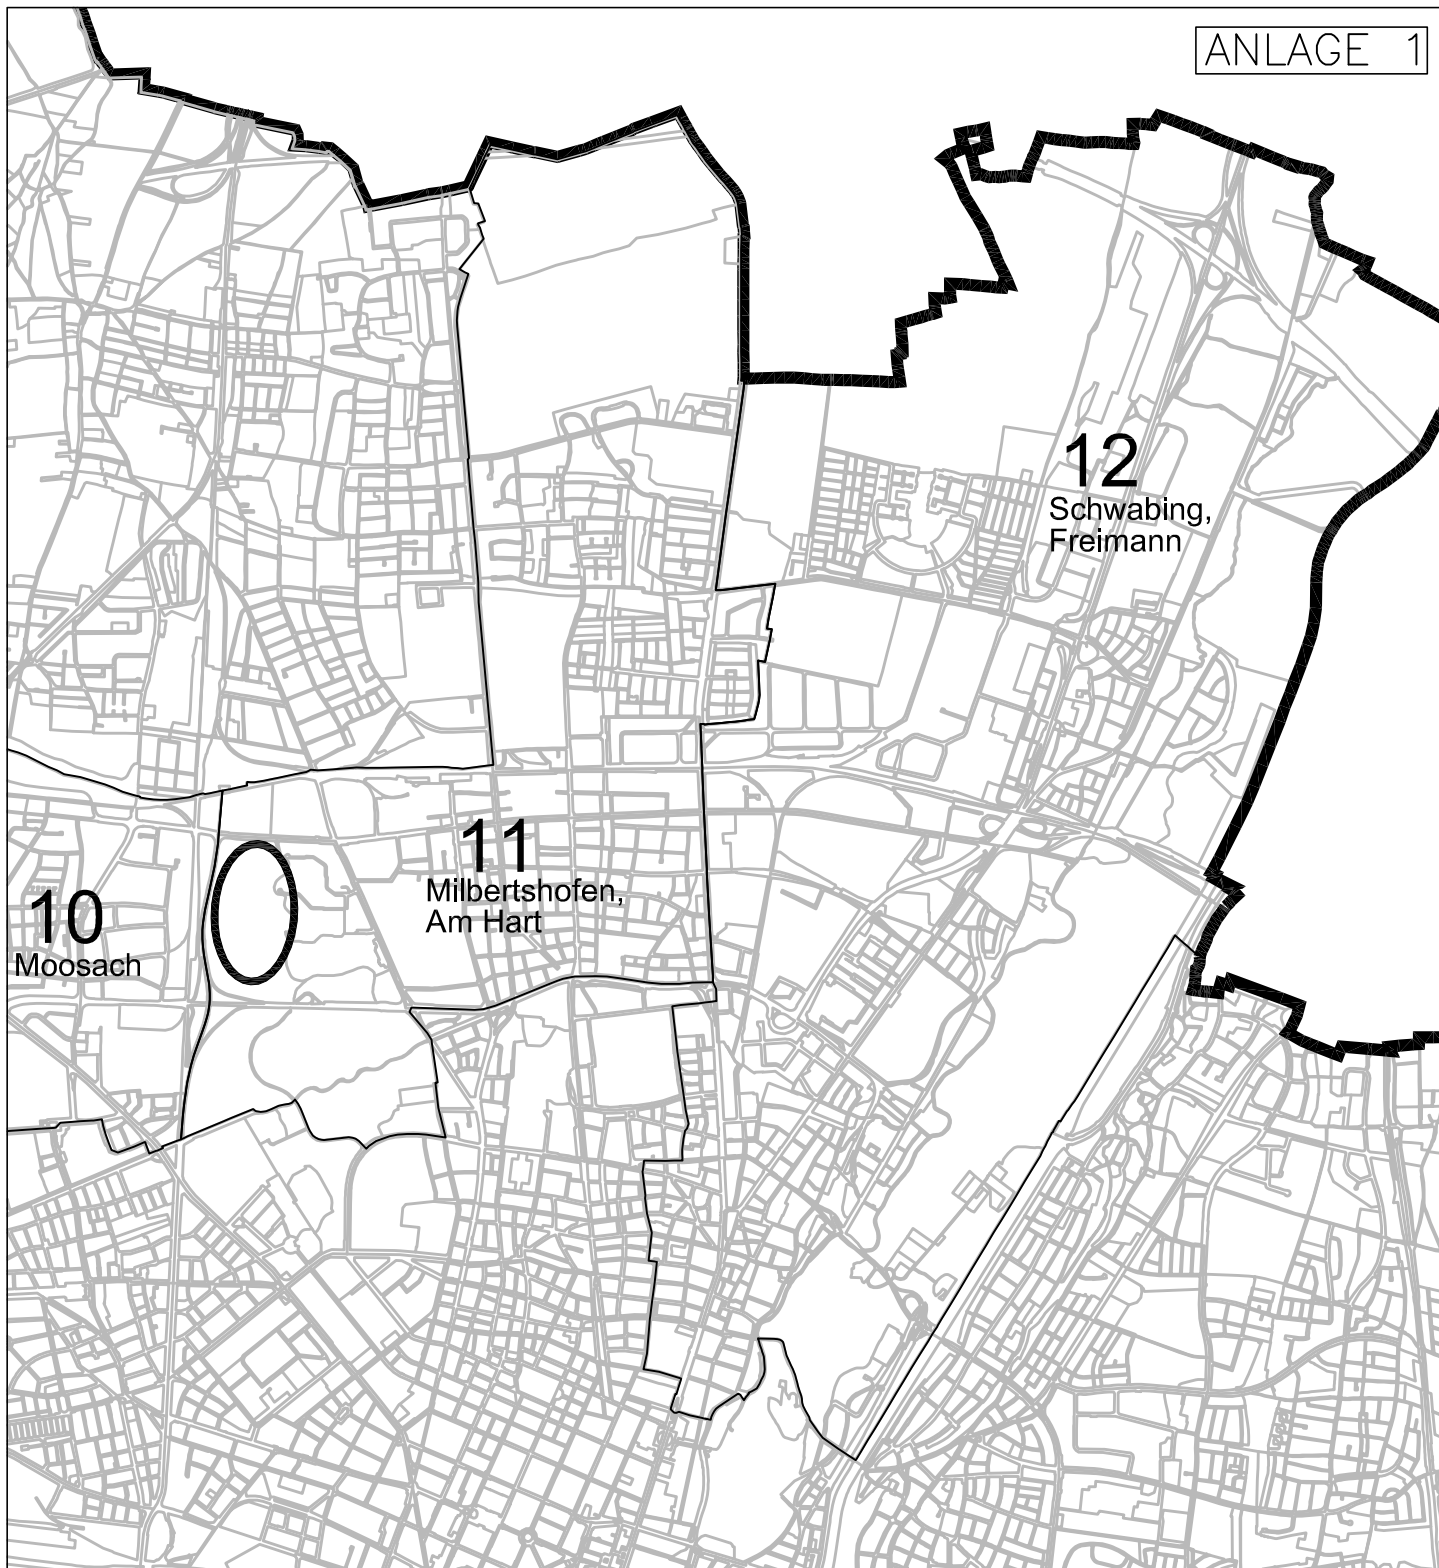 ANLAGE 1
12
Schwabing,
Freimann
11
Milbertshofen,
Am Hart
10
Moosach